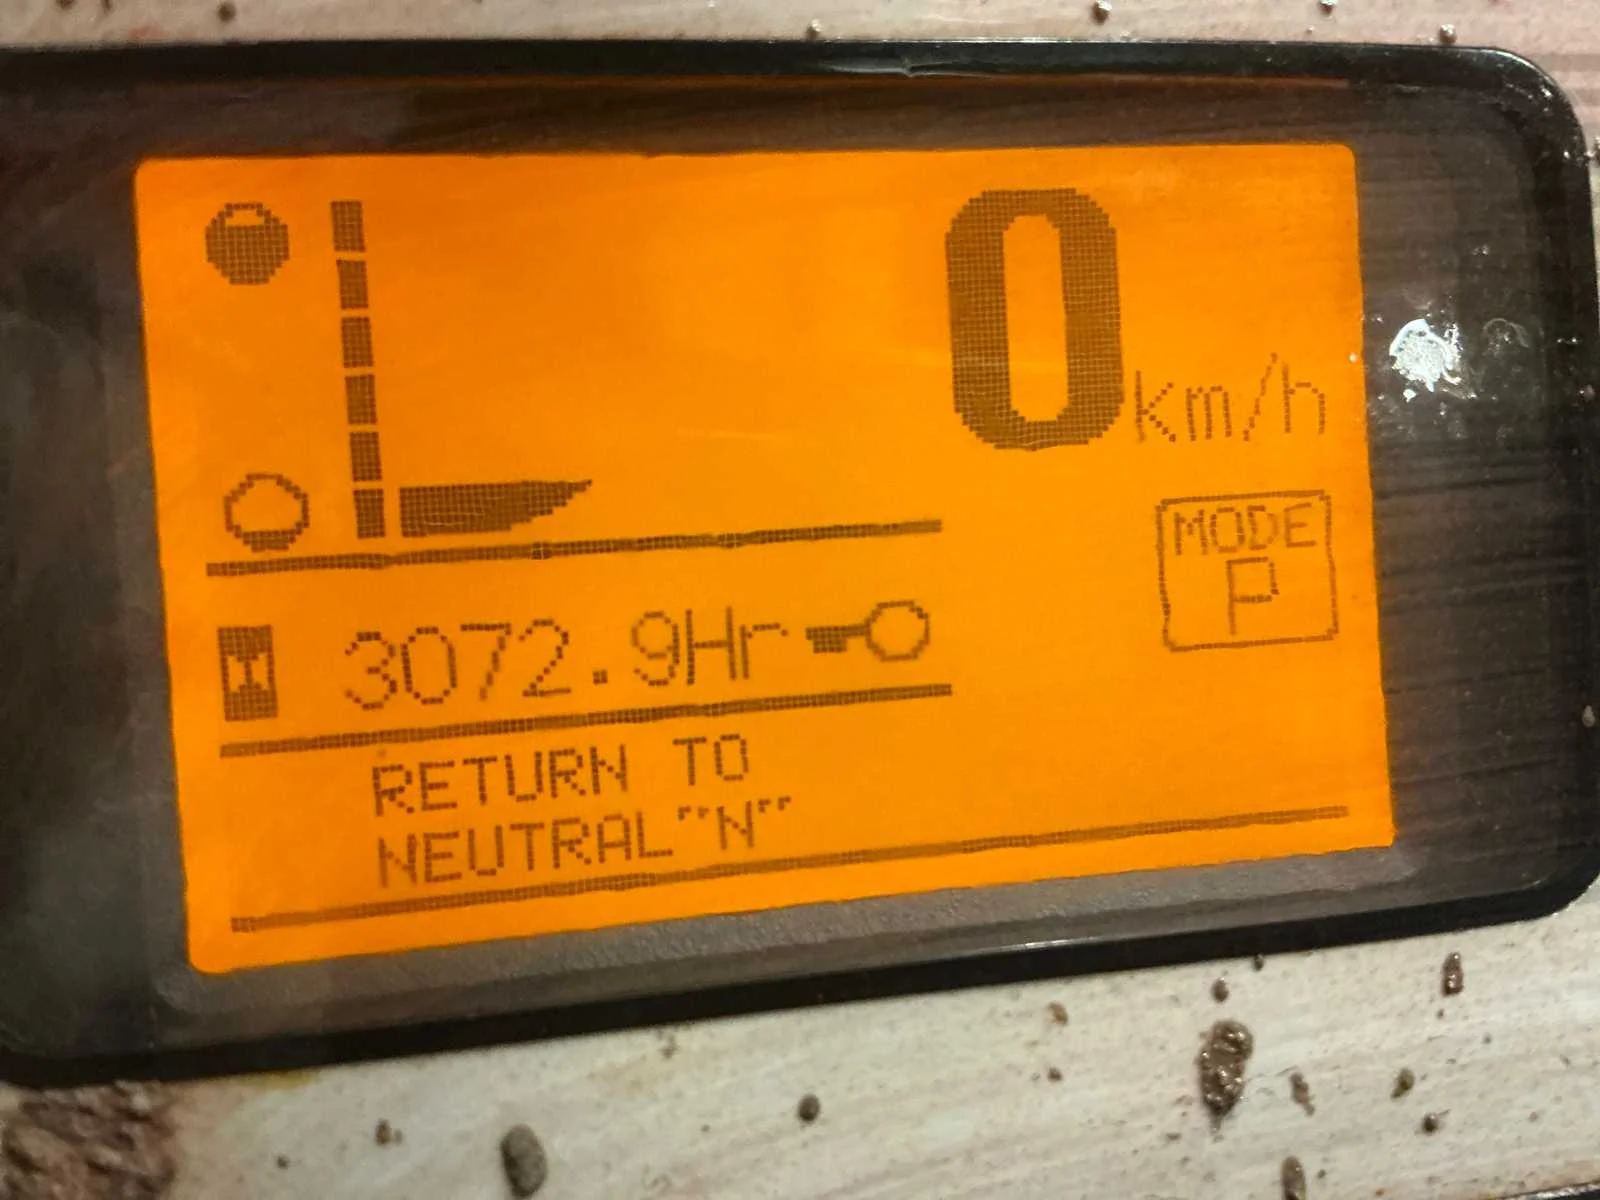 0 km/h
MODE
P
3072.9Hr
RETURN TO
NEUTRAL"N"